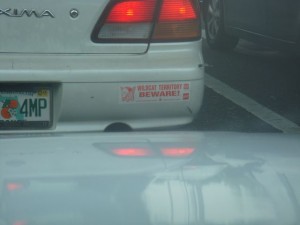 XIMA
WILDCAT TERRITORY
BEWARE!
4MP